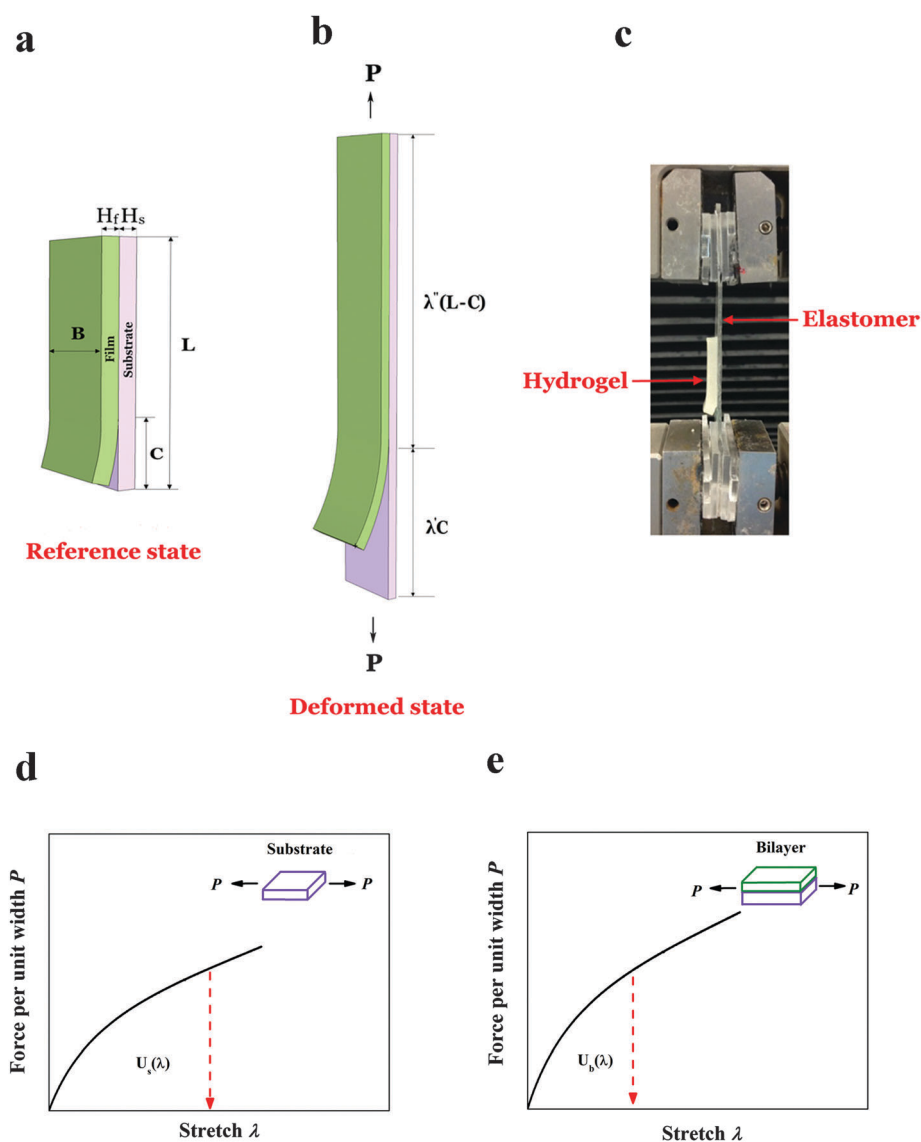 a
b
c
P
H_f H_s
B
Film
Substrate
L
C
λ"(L-C)
λ'C
P
Elastomer
Hydrogel
Reference state
Deformed state
d
e
Force per unit width P
Substrate
P
P
U_s(λ)
Stretch λ
Force per unit width P
Bilayer
P
P
U_b(λ)
Stretch λ